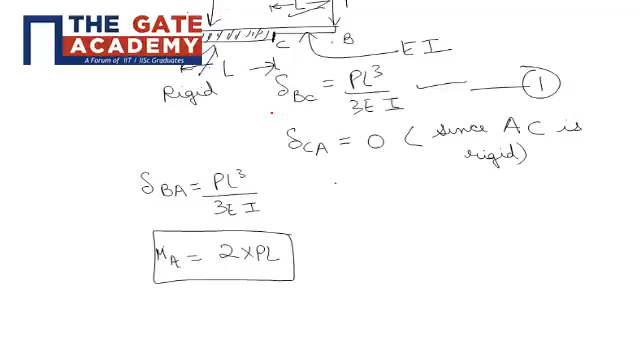 THE GATE
ACADEMY
A Forum of IIT / IISc Graduates
L
C
B
EI
L
Rigid
δBC = PL³/3EI —— 1
δCA = 0 (since AC is
rigid)
δBA = PL³/3EI
MA = 2×PL